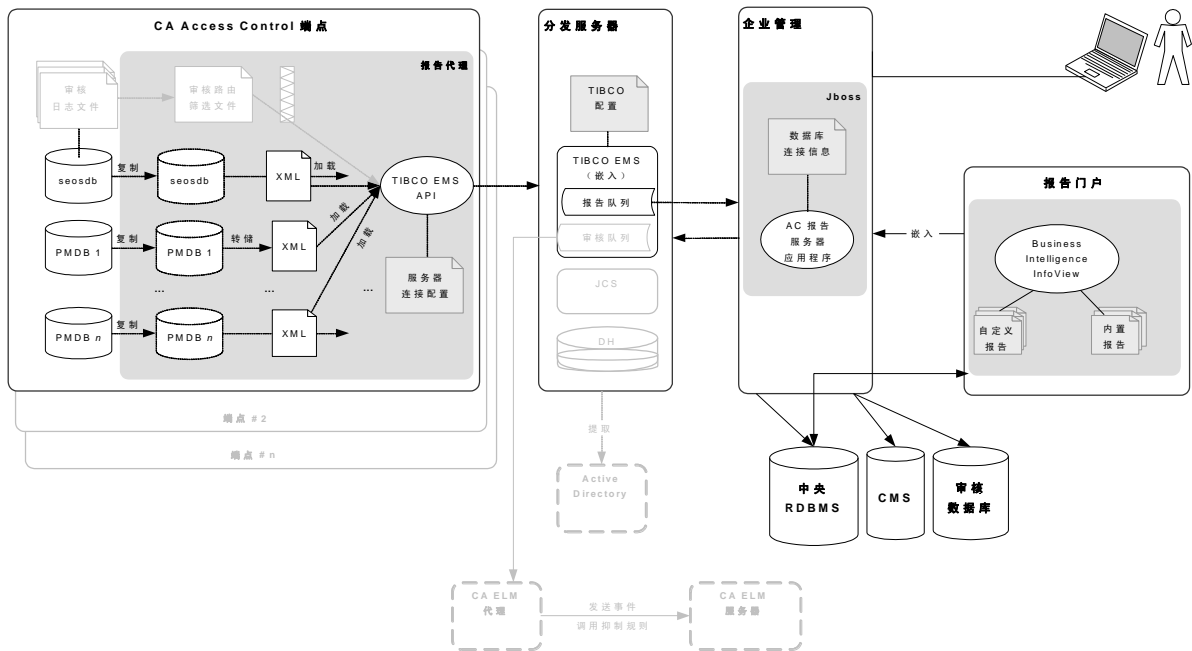 CA Access Control 端点
报告代理
审核
日志文件
审核路由
筛选文件
seosdb
复制
seosdb
XML
加载
TIBCO EMS
API
PMDB 1
复制
PMDB 1
转储
XML
加载
加载
...
...
...
服务器
连接配置
PMDB n
复制
PMDB n
XML
端点 #2
端点 #n
分发服务器
TIBCO
配置
TIBCO EMS
(嵌入)
报告队列
审核队列
JCS
DH
提取
Active
Directory
CA ELM
代理
发送事件
调用抑制规则
CA ELM
服务器
企业管理
Jboss
数据库
连接信息
AC 报告
服务器
应用程序
嵌入
报告门户
Business
Intelligence
InfoView
自定义
报告
内置
报告
中央
RDBMS
CMS
审核
数据库